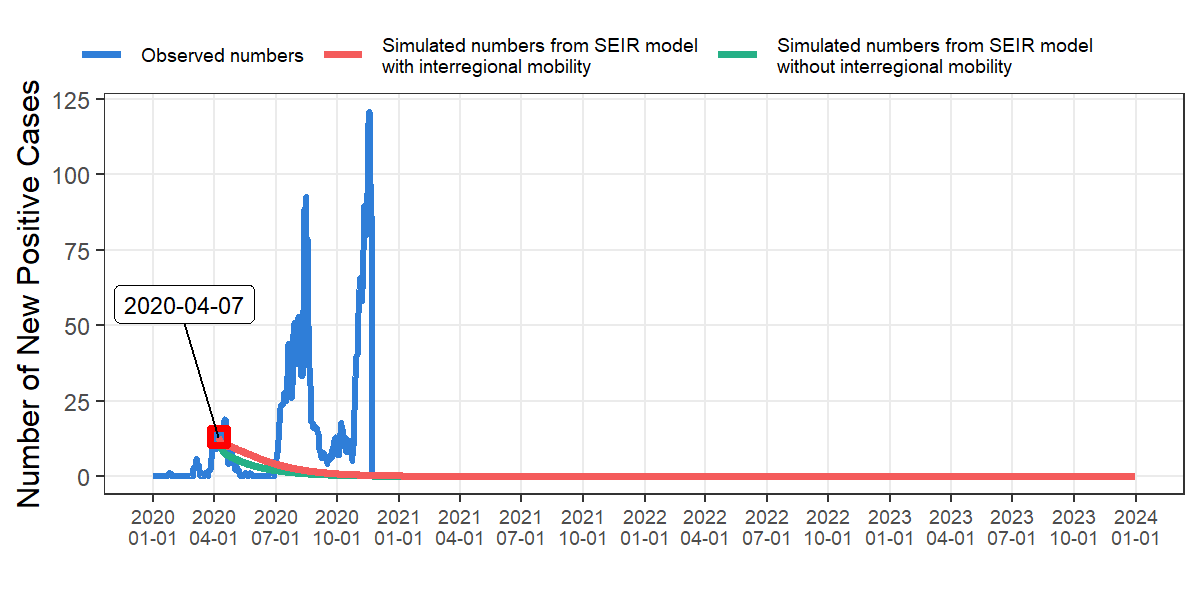 Observed numbers
Simulated numbers from SEIR model
with interregional mobility
Simulated numbers from SEIR model
without interregional mobility
Number of New Positive Cases
125
100
75
50
25
0
2020-04-07
2020 2020 2020 2020 2021 2021 2021 2021 2022 2022 2022 2022 2023 2023 2023 2023 2024
01-01 04-01 07-01 10-01 01-01 04-01 07-01 10-01 01-01 04-01 07-01 10-01 01-01 04-01 07-01 10-01 01-01